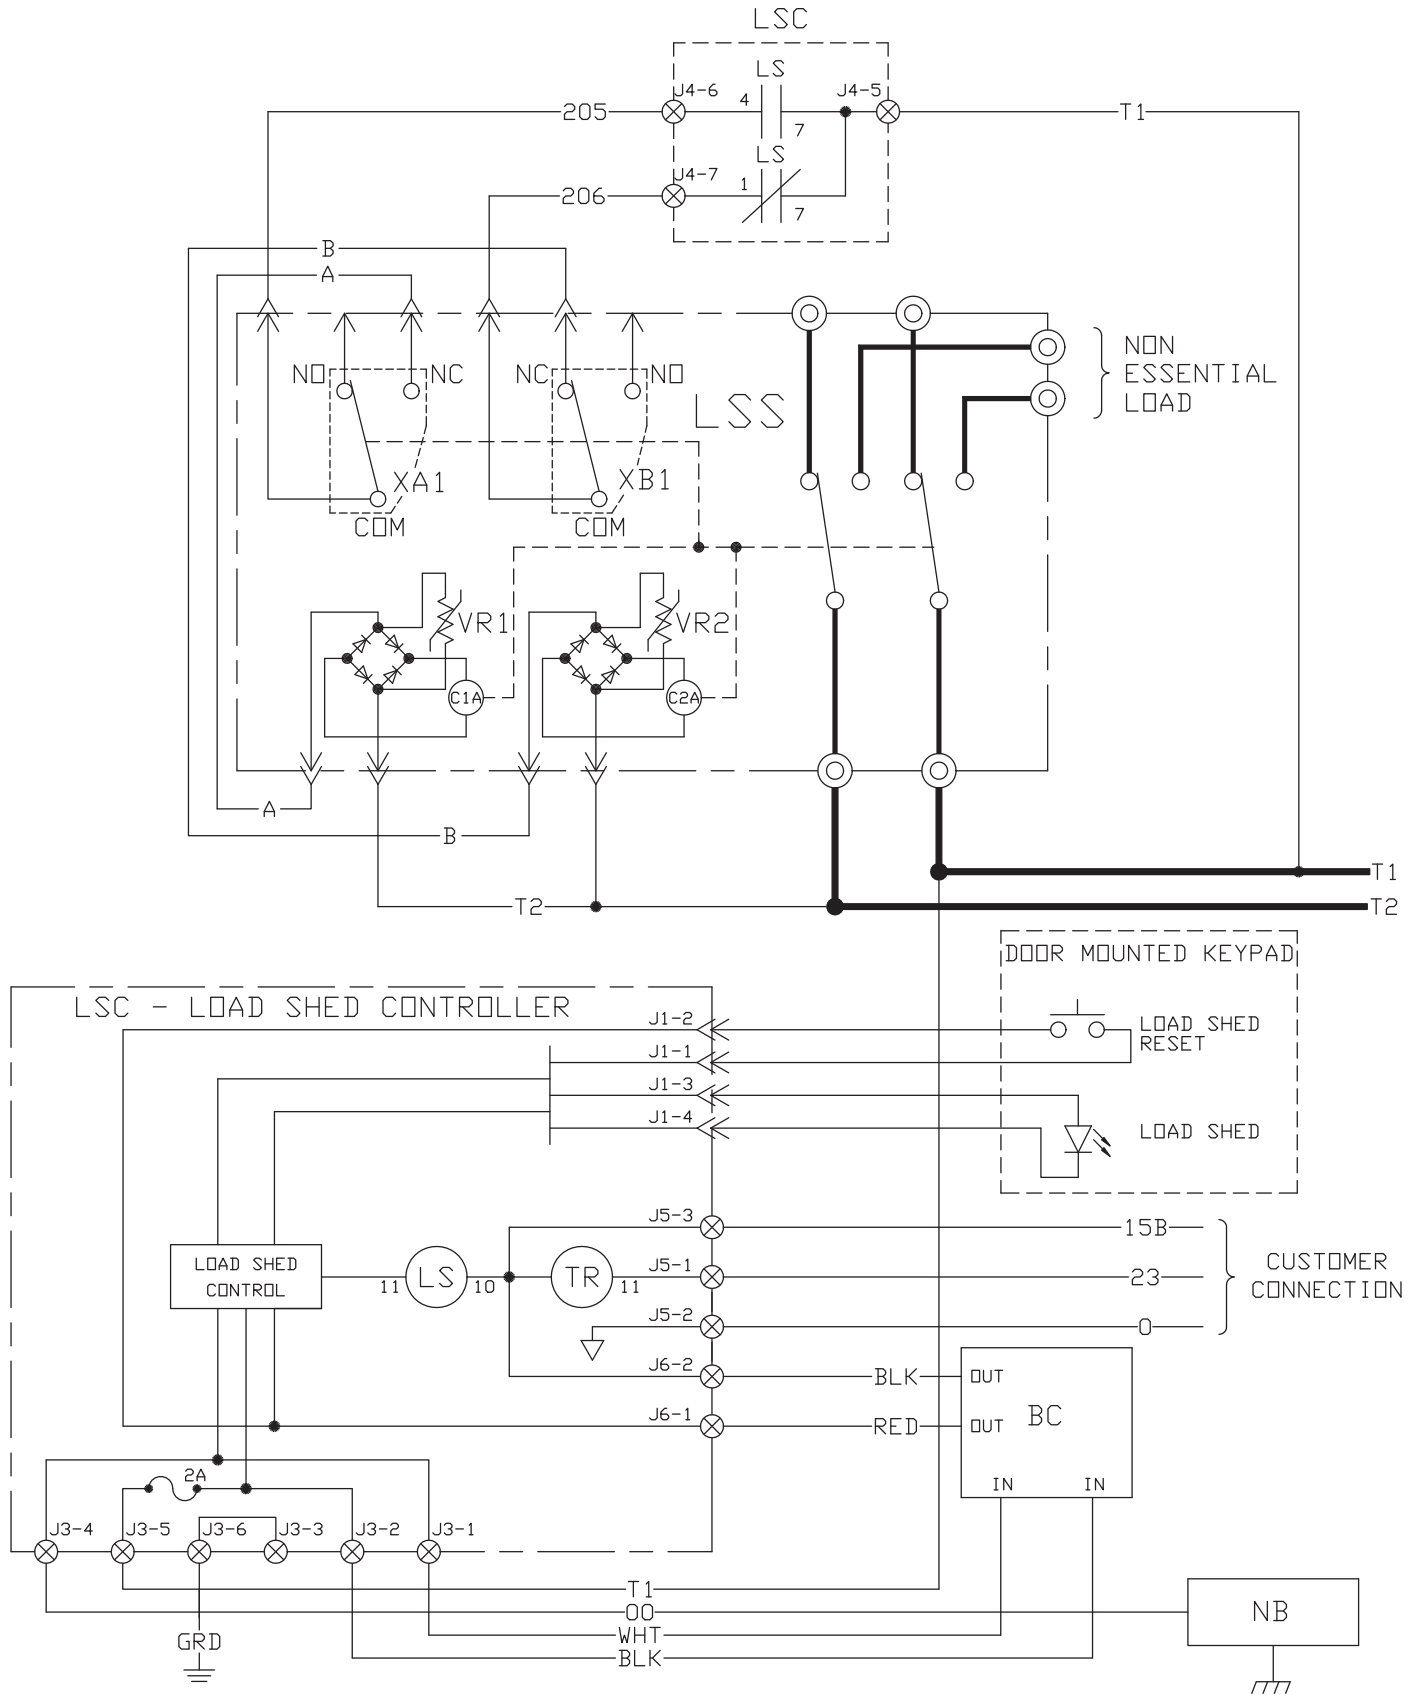 LSC
LS
J4-6
4
J4-5
205
7
T1
LS
J4-7
1
206
7
B
A
NO
NC
NC
NO
LSS
NON
ESSENTIAL
LOAD
XA1
XB1
COM
COM
VR1
VR2
C1A
C2A
A
B
T1
T2
T2
DOOR MOUNTED KEYPAD
LSC - LOAD SHED CONTROLLER
J1-2
LOAD SHED
RESET
J1-1
J1-3
J1-4
LOAD SHED
J5-3
15B
LOAD SHED
CONTROL
11
LS
10
TR
11
J5-1
23
CUSTOMER
CONNECTION
J5-2
0
J6-2
BLK
OUT
BC
J6-1
RED
OUT
2A
IN
IN
J3-4
J3-5
J3-6
J3-3
J3-2
J3-1
T1
00
NB
WHT
GRD
BLK